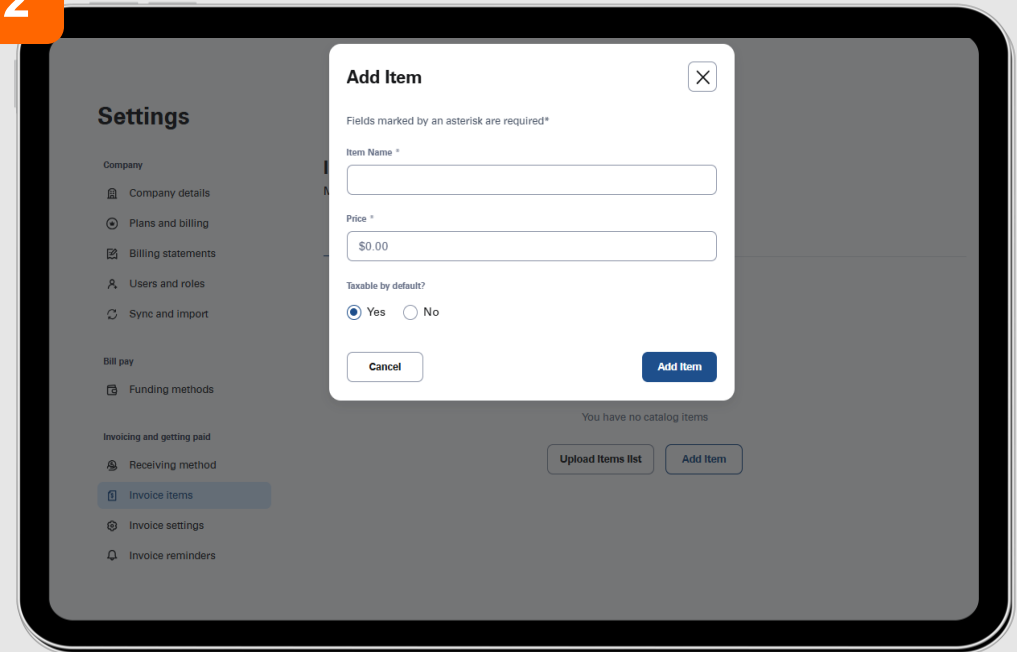 2
Add Item
Fields marked by an asterisk are required*
Item Name *
Price *
$0.00
Taxable by default?
Yes
No
Cancel
Add Item
Settings
Company
Company details
Plans and billing
Billing statements
Users and roles
Sync and import
Bill pay
Funding methods
Invoicing and getting paid
Receiving method
Invoice items
Invoice settings
Invoice reminders
You have no catalog items
Upload Items list
Add Item